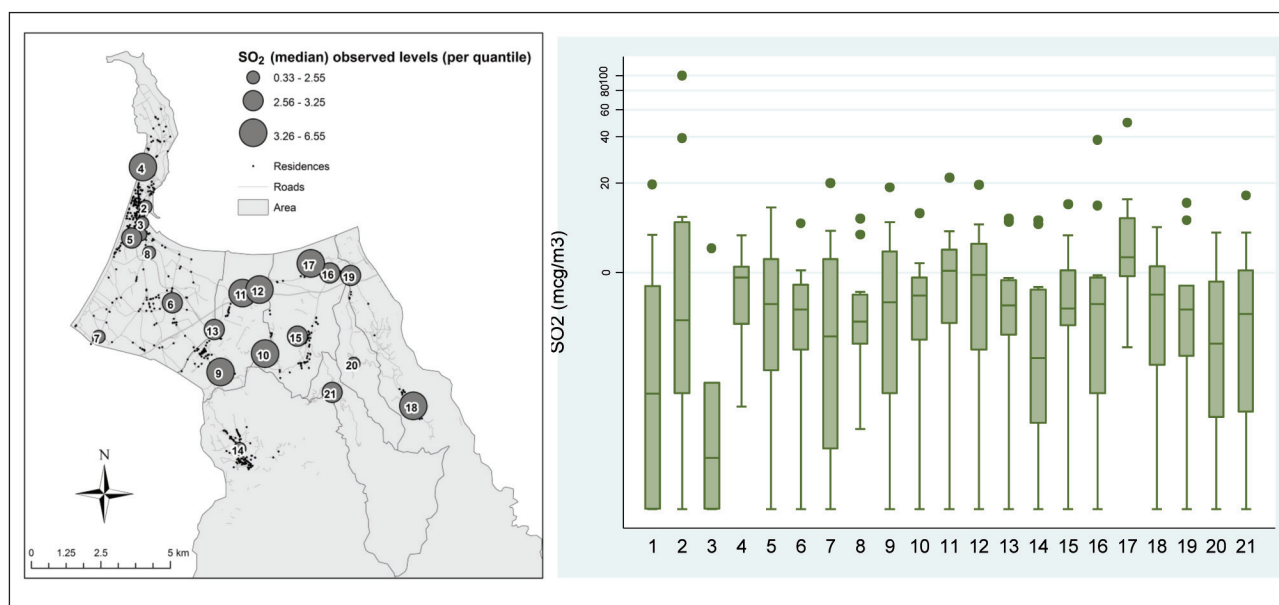 SO2 (median) observed levels (per quantile)
0.33 - 2.55
2.56 - 3.25
3.26 - 6.55
Residences
Roads
Area
4
2
3
5
8
17
16
19
11
12
6
13
7
15
10
20
9
21
18
14
N
0 1.25 2.5 5 km
SO2 (mcg/m3)
100
80
60
40
20
0
1 2 3 4 5 6 7 8 9 10 11 12 13 14 15 16 17 18 19 20 21